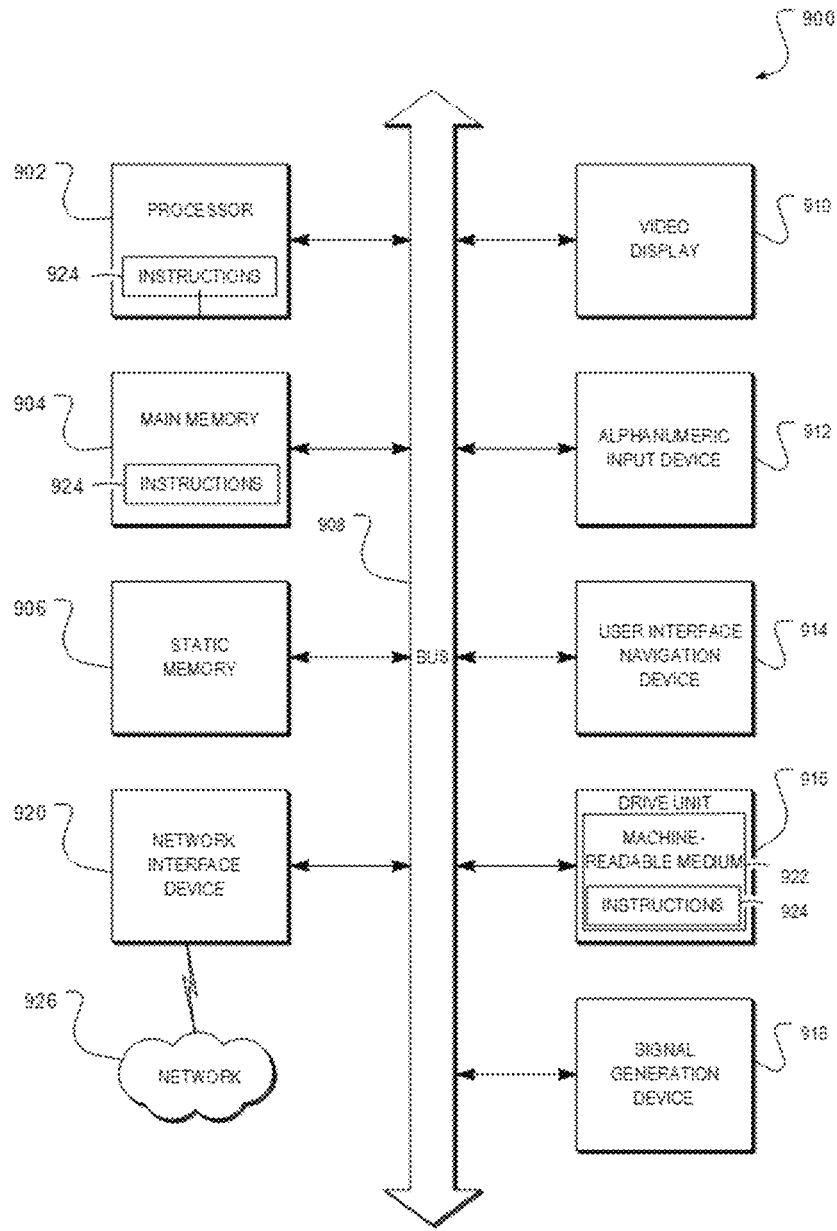 900
902
PROCESSOR
924
INSTRUCTIONS
904
MAIN MEMORY
924
INSTRUCTIONS
906
STATIC
MEMORY
920
NETWORK
INTERFACE
DEVICE
926
NETWORK
908
BUS
VIDEO
DISPLAY
910
ALPHANUMERIC
INPUT DEVICE
912
USER INTERFACE
NAVIGATION
DEVICE
914
DRIVE UNIT
916
MACHINE-
READABLE MEDIUM
922
INSTRUCTIONS
924
SIGNAL
GENERATION
DEVICE
918